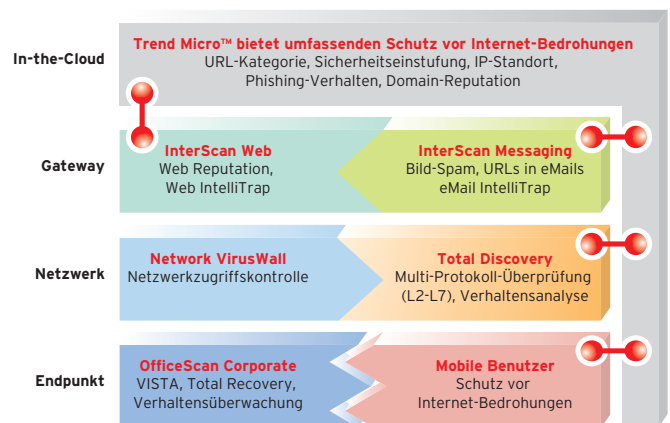 In-the-Cloud
Trend Micro™ bietet umfassenden Schutz vor Internet-Bedrohungen
URL-Kategorie, Sicherheitseinstufung, IP-Standort,
Phishing-Verhalten, Domain-Reputation
Gateway
InterScan Web
Web Reputation,
Web IntelliTrap
InterScan Messaging
Bild-Spam, URLs in eMails
eMail IntelliTrap
Netzwerk
Network VirusWall
Netzwerkzugriffskontrolle
Total Discovery
Multi-Protokoll-Überprüfung
(L2-L7), Verhaltensanalyse
Endpunkt
OfficeScan Corporate
VISTA, Total Recovery,
Verhaltensüberwachung
Mobile Benutzer
Schutz vor
Internet-Bedrohungen